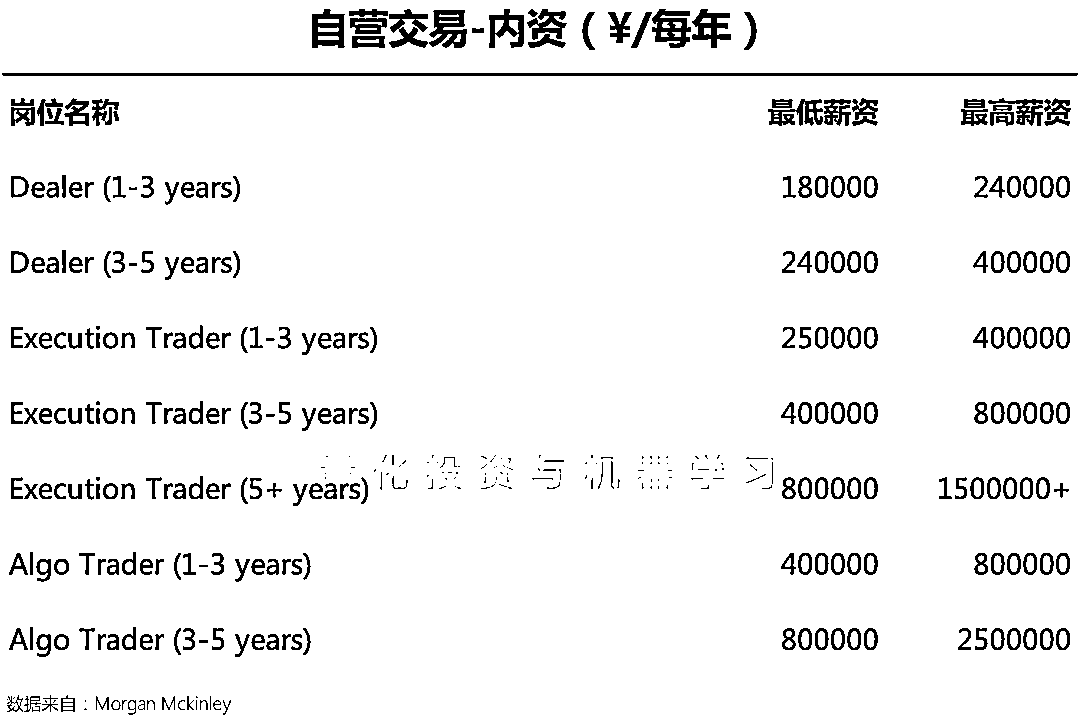 自营交易-内资（¥/每年）
岗位名称 最低薪资 最高薪资
Dealer (1-3 years) 180000 240000
Dealer (3-5 years) 240000 400000
Execution Trader (1-3 years) 250000 400000
Execution Trader (3-5 years) 400000 800000
量化投资与机器学习
Execution Trader (5+ years) 800000 1500000+
Algo Trader (1-3 years) 400000 800000
Algo Trader (3-5 years) 800000 2500000
数据来自：Morgan Mckinley